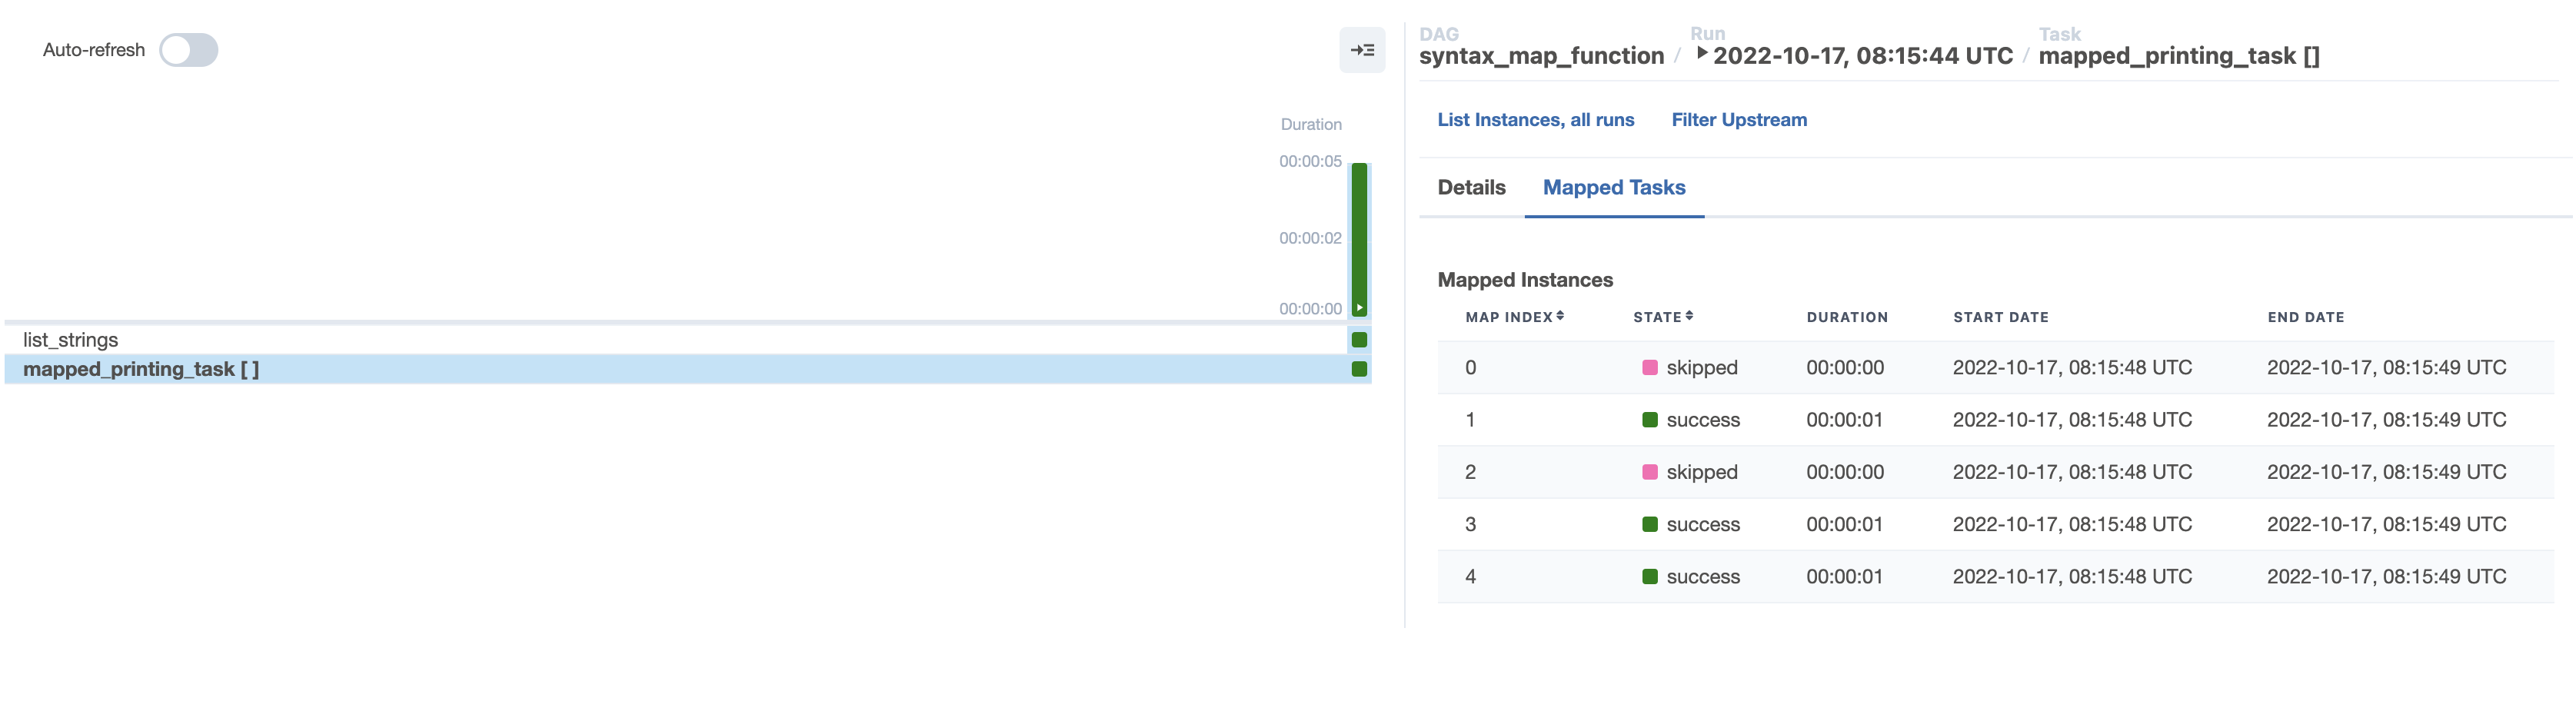 Auto-refresh
Duration
00:00:05
00:00:02
00:00:00
list_strings
mapped_printing_task [ ]
DAG Run Task
syntax_map_function / 2022-10-17, 08:15:44 UTC / mapped_printing_task []
List Instances, all runs Filter Upstream
Details Mapped Tasks
Mapped Instances
MAP INDEX STATE DURATION START DATE END DATE
0 skipped 00:00:00 2022-10-17, 08:15:48 UTC 2022-10-17, 08:15:49 UTC
1 success 00:00:01 2022-10-17, 08:15:48 UTC 2022-10-17, 08:15:49 UTC
2 skipped 00:00:00 2022-10-17, 08:15:48 UTC 2022-10-17, 08:15:49 UTC
3 success 00:00:01 2022-10-17, 08:15:48 UTC 2022-10-17, 08:15:49 UTC
4 success 00:00:01 2022-10-17, 08:15:48 UTC 2022-10-17, 08:15:49 UTC